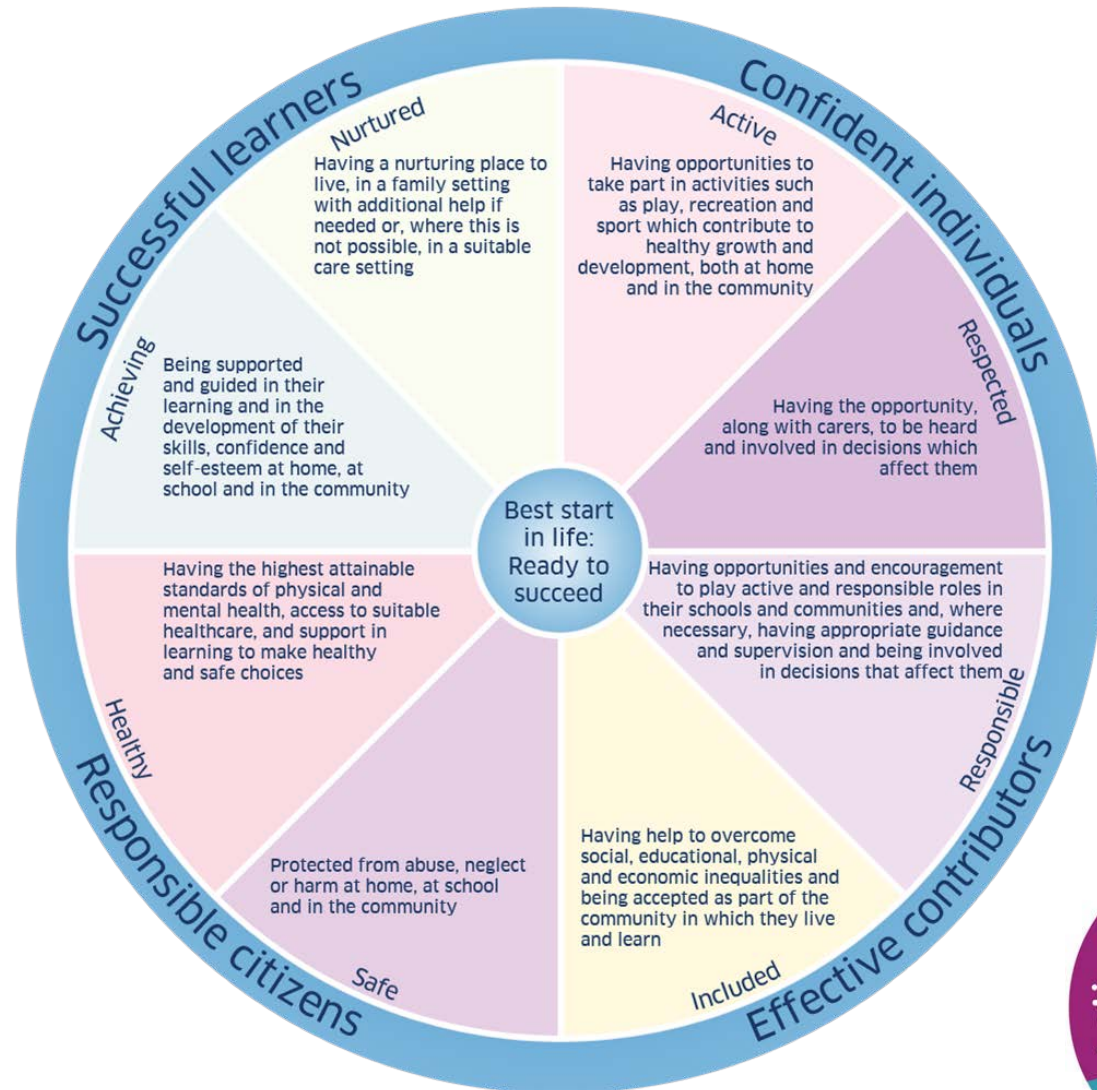 Successful learners
Confident individuals
Nurtured
Having a nurturing place to
live, in a family setting
with additional help if
needed or, where this is
not possible, in a suitable
care setting
Active
Having opportunities to
take part in activities such
as play, recreation and
sport which contribute to
healthy growth and
development, both at home
and in the community
Achieving
Being supported
and guided in their
learning and in the
development of their
skills, confidence and
self-esteem at home, at
school and in the community
Respected
Having the opportunity,
along with carers, to be heard
and involved in decisions which
affect them
Best start
in life:
Ready to
succeed
Having the highest attainable
standards of physical and
mental health, access to suitable
healthcare, and support in
learning to make healthy
and safe choices
Healthy
Having opportunities and encouragement
to play active and responsible roles in
their schools and communities and, where
necessary, having appropriate guidance
and supervision and being involved
in decisions that affect them
Responsible
Protected from abuse, neglect
or harm at home, at school
and in the community
Safe
Having help to overcome
social, educational, physical
and economic inequalities and
being accepted as part of the
community in which they live
and learn
Included
Responsible citizens
Effective contributors